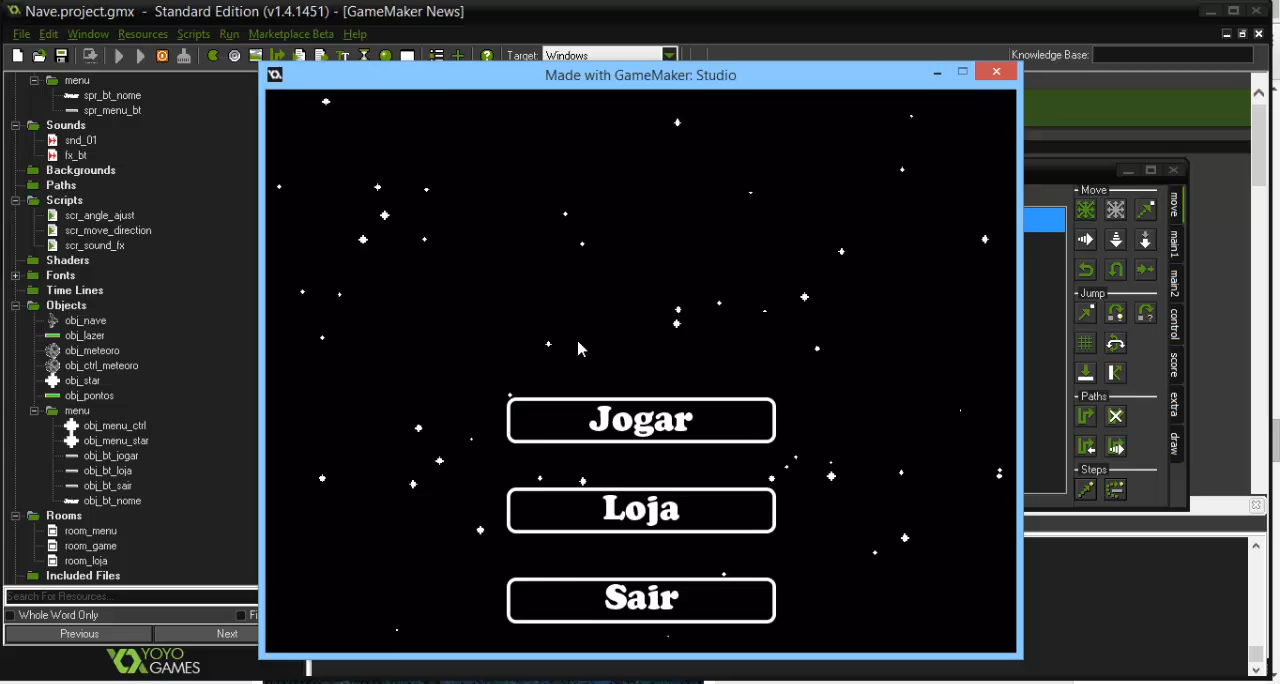 Nave.project.gmx - Standard Edition (v1.4.1451) - [GameMaker News]
File Edit Window Resources Scripts Run Marketplace Beta Help
Target: Windows
Knowledge Base:
Made with GameMaker: Studio
menu
spr_bt_nome
spr_menu_bt
Sounds
snd_01
fx_bt
Backgrounds
Paths
Scripts
scr_angle_ajust
scr_move_direction
scr_sound_fx
Shaders
Fonts
Time Lines
Objects
obj_nave
obj_lazer
obj_meteoro
obj_ctrl_meteoro
obj_star
obj_pontos
menu
obj_menu_ctrl
obj_menu_star
obj_bt_jogar
obj_bt_loja
obj_bt_sair
obj_bt_nome
Rooms
room_menu
room_game
room_loja
Included Files
Search For Resources...
Whole Word Only
Fi
Previous Next
YOYO
GAMES
Jogar
Loja
Sair
Move
Jump
Paths
Steps
move
main1
main2
control
score
extra
draw